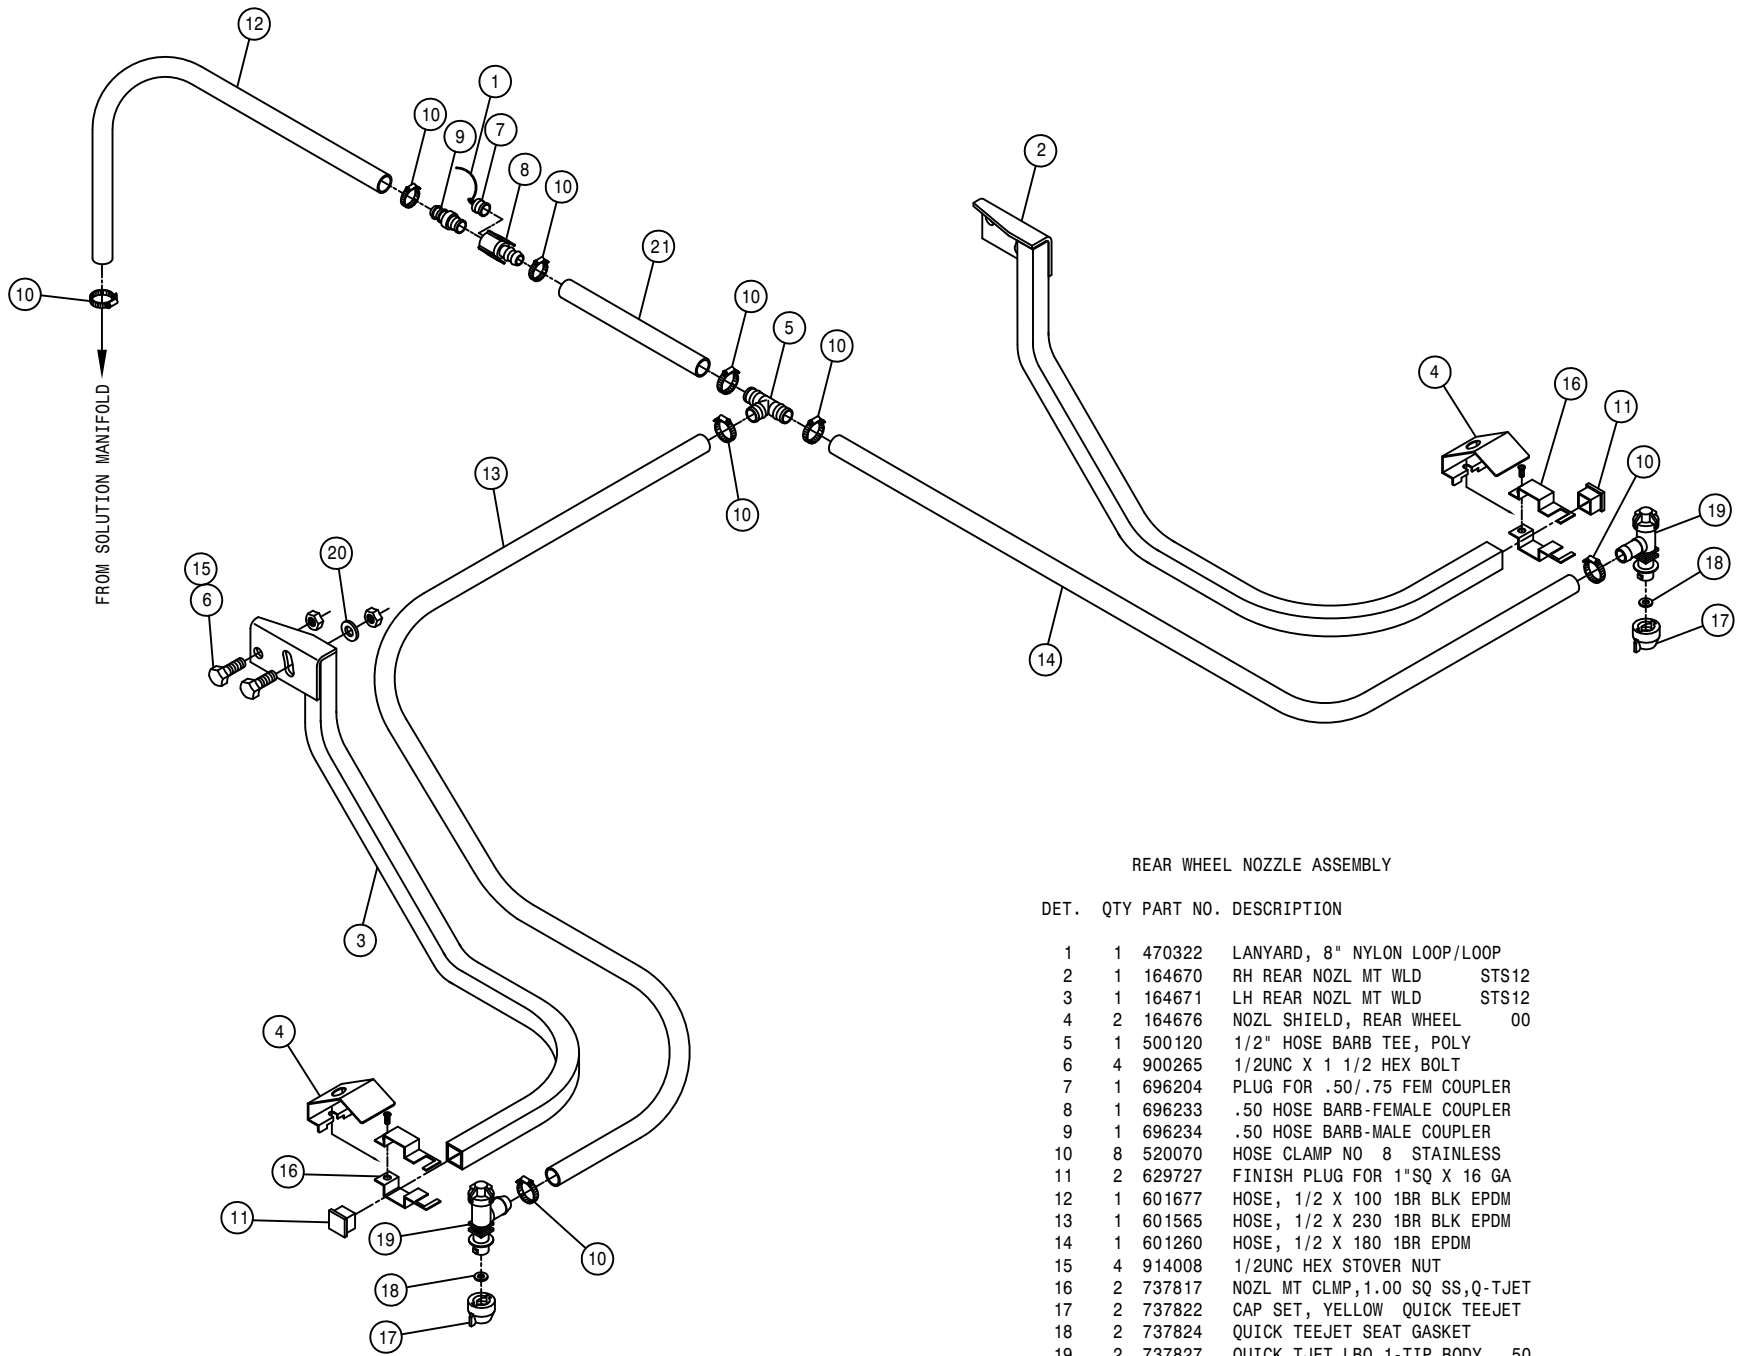 12
1
10
9
7
8
10
2
21
10
10
5
10
4
16
11
10
19
FROM SOLUTION MANIFOLD
13
10
20
15
6
18
17
14
3
4
16
11
19
10
18
17
REAR WHEEL NOZZLE ASSEMBLY
DET. QTY PART NO. DESCRIPTION
1 1 470322 LANYARD, 8" NYLON LOOP/LOOP
2 1 164670 RH REAR NOZL MT WLD STS12
3 1 164671 LH REAR NOZL MT WLD STS12
4 2 164676 NOZL SHIELD, REAR WHEEL 00
5 1 500120 1/2" HOSE BARB TEE, POLY
6 4 900265 1/2UNC X 1 1/2 HEX BOLT
7 1 696204 PLUG FOR .50/.75 FEM COUPLER
8 1 696233 .50 HOSE BARB-FEMALE COUPLER
9 1 696234 .50 HOSE BARB-MALE COUPLER
10 8 520070 HOSE CLAMP NO 8 STAINLESS
11 2 629727 FINISH PLUG FOR 1"SQ X 16 GA
12 1 601677 HOSE, 1/2 X 100 1BR BLK EPDM
13 1 601565 HOSE, 1/2 X 230 1BR BLK EPDM
14 1 601260 HOSE, 1/2 X 180 1BR EPDM
15 4 914008 1/2UNC HEX STOVER NUT
16 2 737817 NOZL MT CLMP,1.00 SQ SS,Q-TJET
17 2 737822 CAP SET, YELLOW QUICK TEEJET
18 2 737824 QUICK TEEJET SEAT GASKET
19 2 737827 QUICK TJET LRO 1-TIP BODY .50